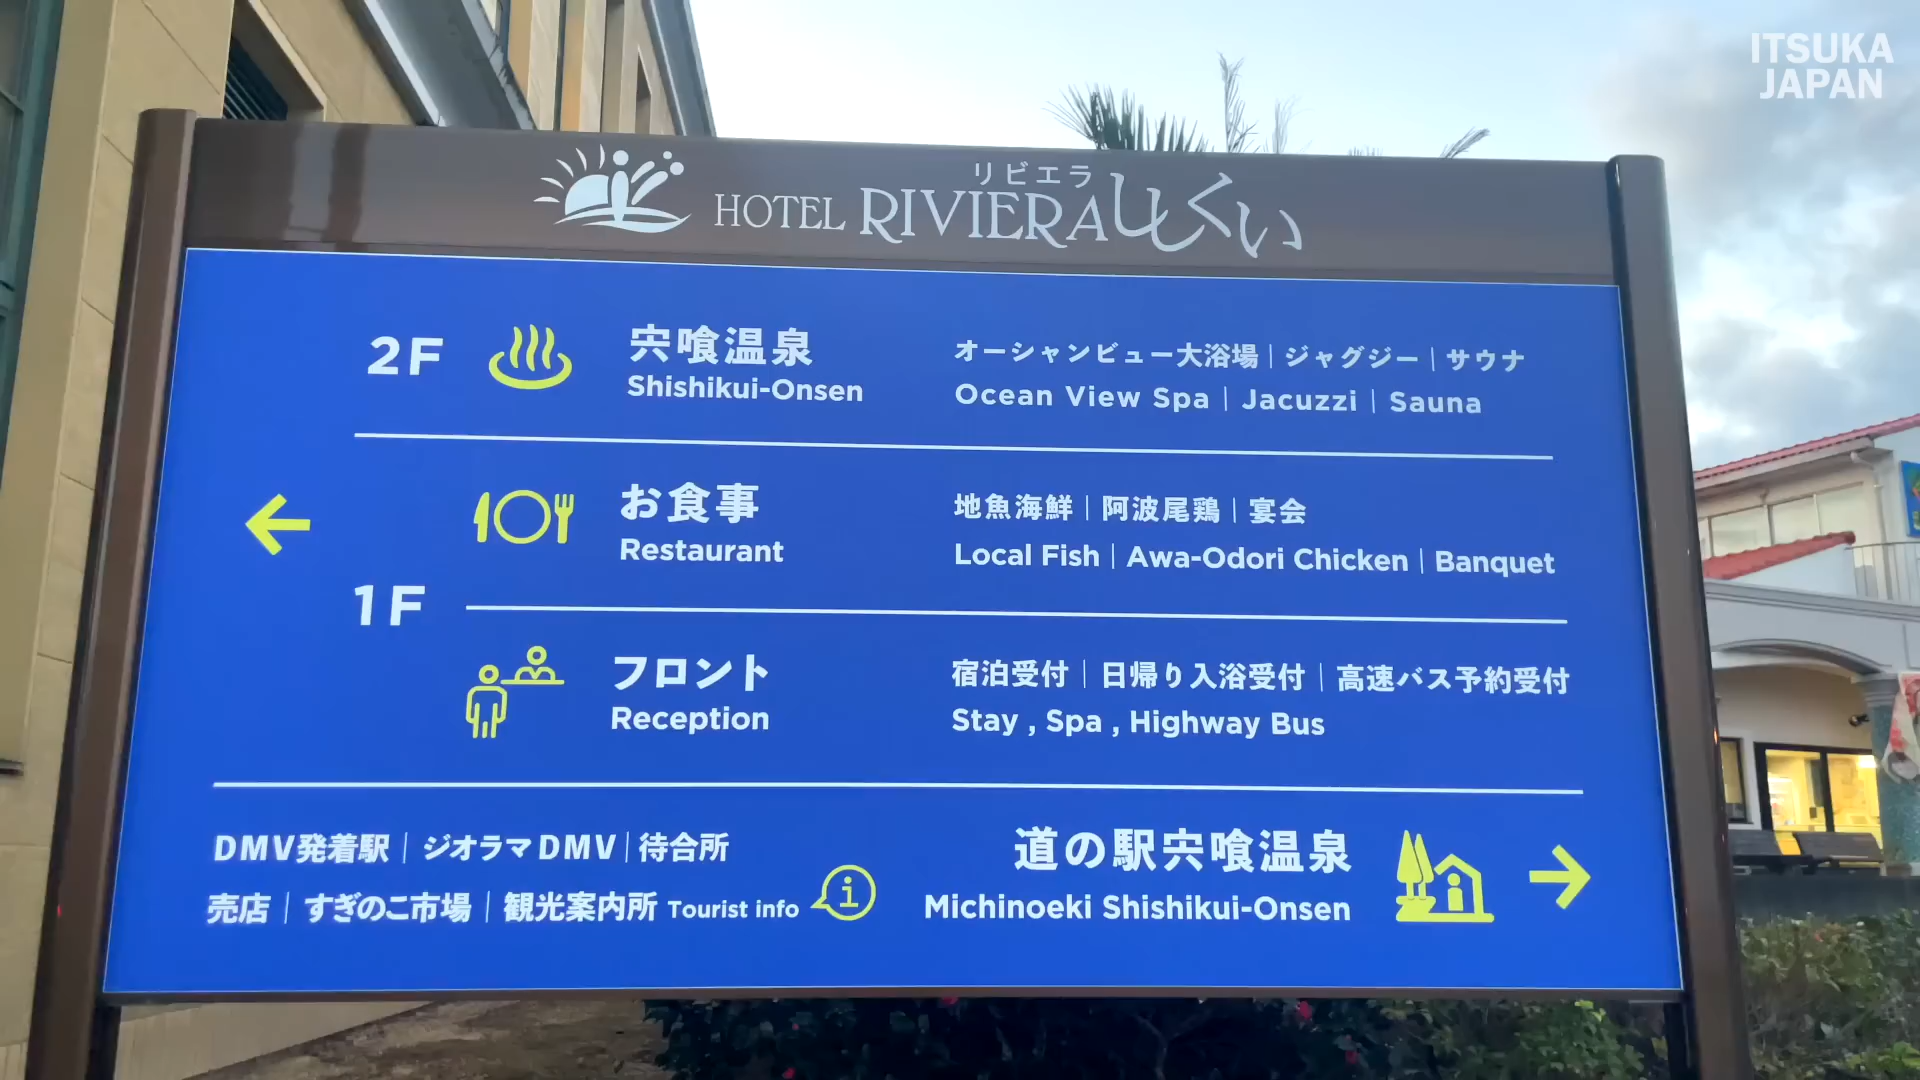 ITSUKA
JAPAN
リビエラ
HOTEL RIVIERAししくい
2F 宍喰温泉 オーシャンビュー大浴場｜ジャグジー｜サウナ
Shishikui-Onsen Ocean View Spa | Jacuzzi | Sauna
お食事 地魚海鮮｜阿波尾鶏｜宴会
Restaurant Local Fish | Awa-Odori Chicken | Banquet
1F
フロント 宿泊受付｜日帰り入浴受付｜高速バス予約受付
Reception Stay , Spa , Highway Bus
DMV発着駅｜ジオラマDMV｜待合所
売店｜すぎのこ市場｜観光案内所 Tourist info
道の駅宍喰温泉
Michinoeki Shishikui-Onsen